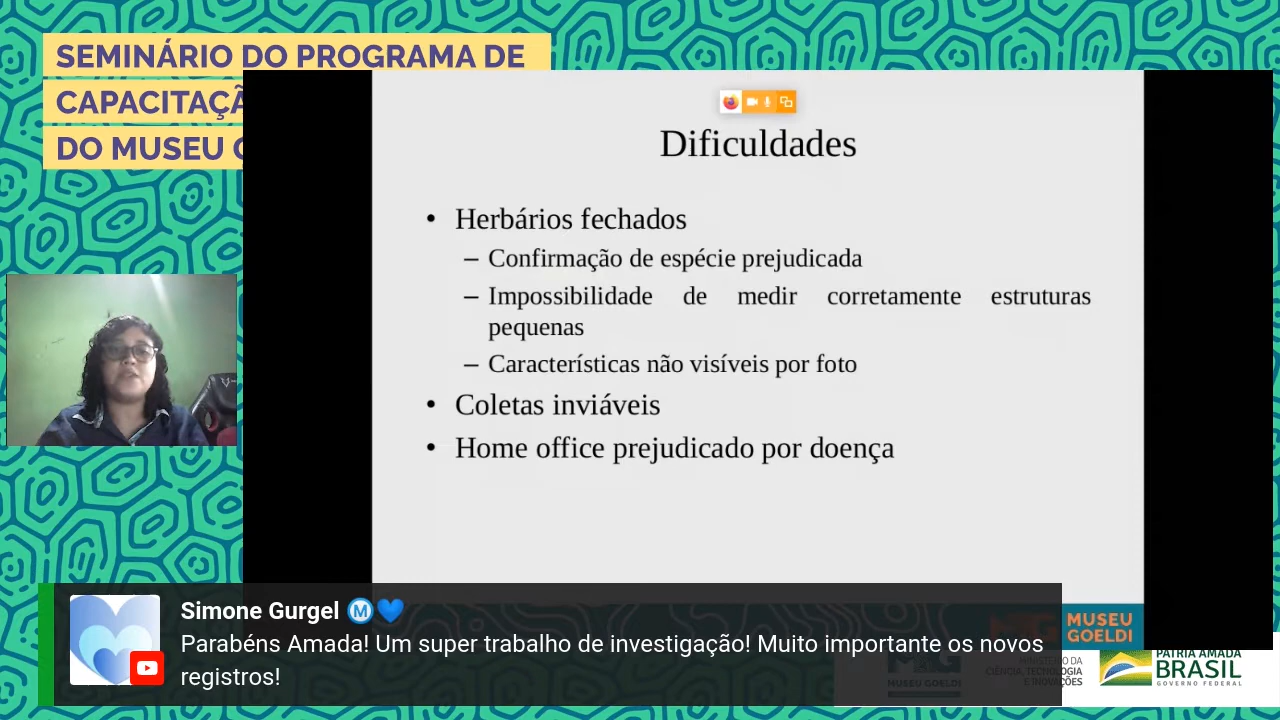 SEMINÁRIO DO PROGRAMA DE
CAPACITAÇÃ
DO MUSEU G
Dificuldades
• Herbários fechados
– Confirmação de espécie prejudicada
– Impossibilidade de medir corretamente estruturas
pequenas
– Características não visíveis por foto
• Coletas inviáveis
• Home office prejudicado por doença
Simone Gurgel Ⓜ️💙
Parabéns Amada! Um super trabalho de investigação! Muito importante os novos
registros!
MUSEU
GOELDI
MUSEU GOELDI
MINISTÉRIO DA
CIÊNCIA, TECNOLOGIA
E INOVAÇÕES
PÁTRIA AMADA
BRASIL
GOVERNO FEDERAL